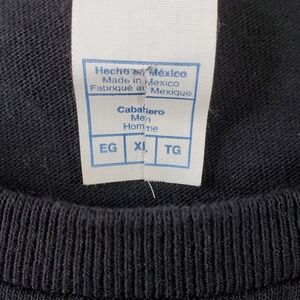 Hecho en México
Made in Mexico
Fabriqué au Mexique
Caballero
Men
Homme
EG XL TG